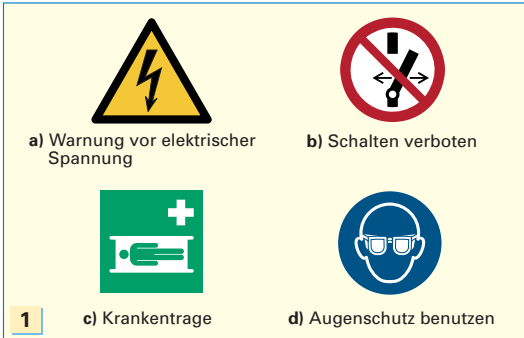 a) Warnung vor elektrischer
Spannung
b) Schalten verboten
c) Krankentrage
d) Augenschutz benutzen
1